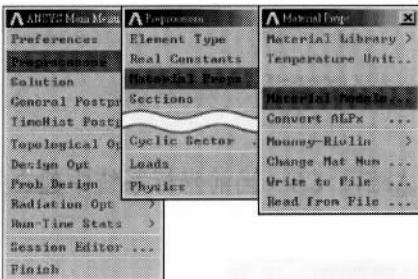 ANSYS Main Menu
Preferences
Preprocessor
Solution
General Postpr
TimeHist Postp
Topological Op
Design Opt
Prob Design
Radiation Opt >
Run-Time Stats >
Session Editor ...
Finish
Preprocessor
Element Type
Real Constants
Material Props
Sections
Cyclic Sector
Loads
Physics
Material Props X
Material Library >
Temperature Unit..
Material Models...
Convert ALPx ...
Mooney-Rivlin >
Change Mat Num ...
Write to File ...
Read from File ...